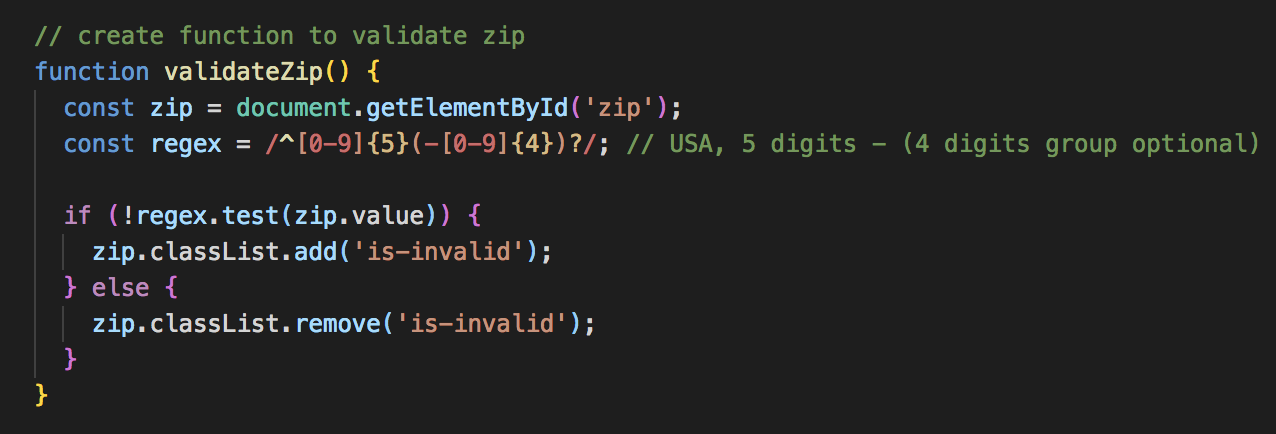 // create function to validate zip
function validateZip() {
  const zip = document.getElementById('zip');
  const regex = /^[0-9]{5}(-[0-9]{4})?/; // USA, 5 digits - (4 digits group optional)

  if (!regex.test(zip.value)) {
    zip.classList.add('is-invalid');
  } else {
    zip.classList.remove('is-invalid');
  }
}